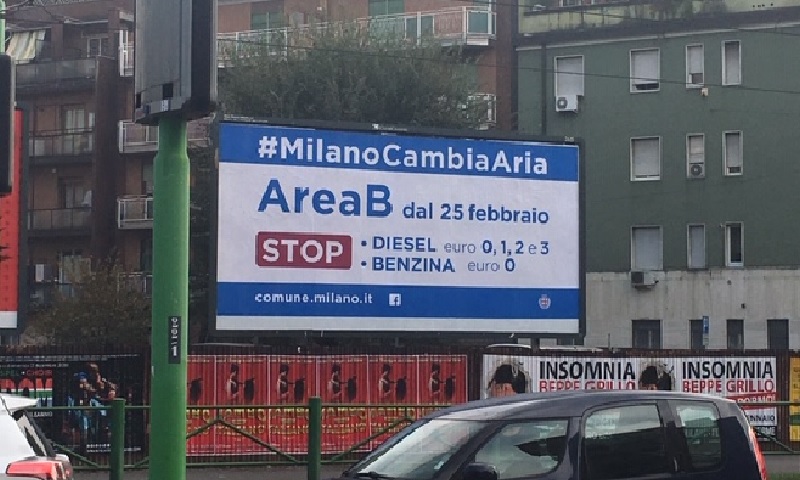 #MilanoCambiaAria
AreaB dal 25 febbraio
STOP
• DIESEL euro 0, 1, 2 e 3
• BENZINA euro 0
comune.milano.it
INSOMNIA
BEPPE GRILLO
INSOMNIA
BEPPE GRILLO